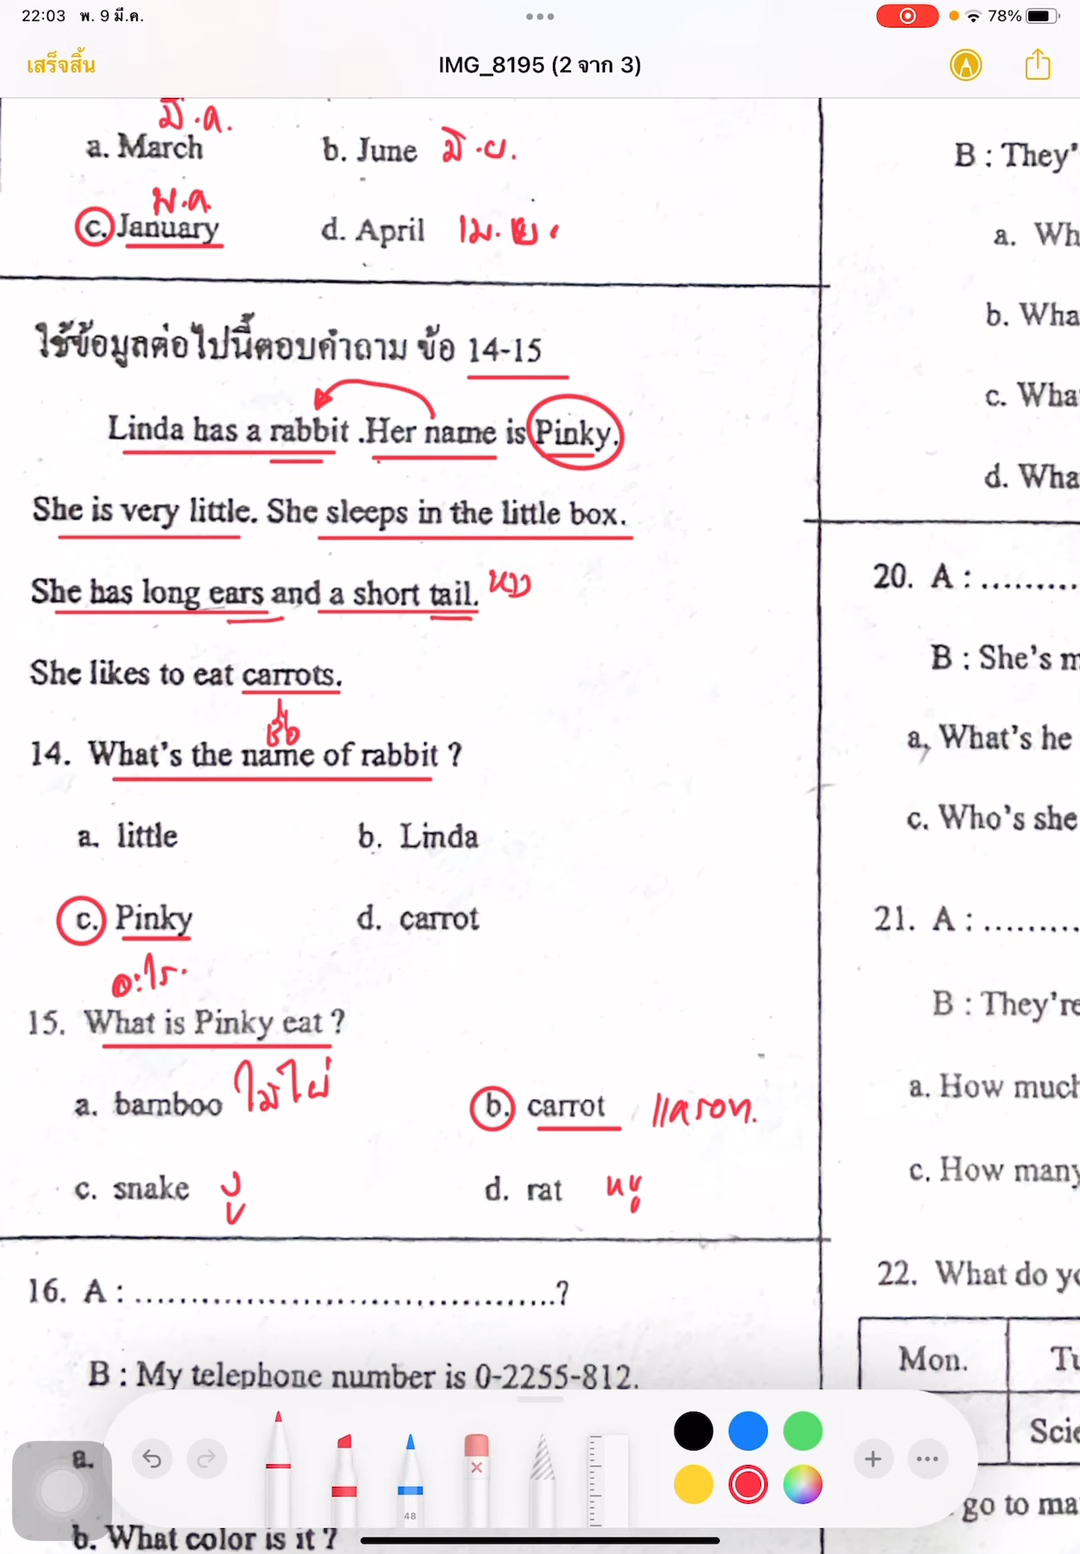 22:03 พ. 9 มี.ค.
78%
เสร็จสิ้น
IMG_8195 (2 จาก 3)
มี.ค.
a. March
b. June มิ.ย.
ม.ค.
c. January
d. April เม.ย.
ใช้ข้อมูลต่อไปนี้ตอบคำถาม ข้อ 14-15
Linda has a rabbit .Her name is Pinky.
She is very little. She sleeps in the little box.
She has long ears and a short tail. หาง
She likes to eat carrots.
ชื่อ
14. What's the name of rabbit ?
a. little
b. Linda
c. Pinky
d. carrot
อะไร.
15. What is Pinky eat ?
a. bamboo ไม้ไผ่
b. carrot แครอท.
c. snake งู
d. rat หนู
16. A : .......................................?
B : My telephone number is 0-2255-812.
a.
b. What color is it ?
B : They'
a. Wh
b. Wha
c. Wha
d. Wha
20. A : .........
B : She's m
a, What's he
c. Who's she
21. A : .........
B : They're
a. How much
c. How many
22. What do yo
Mon.
Tu
Scie
go to ma
48